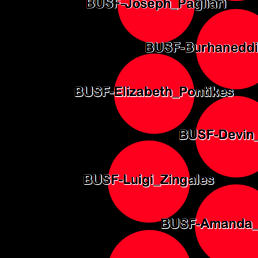 BUSF-Joseph_Pagliari
BUSF-Burhaneddi
BUSF-Elizabeth_Pontikes
BUSF-Devin_
BUSF-Luigi_Zingales
BUSF-Amanda_